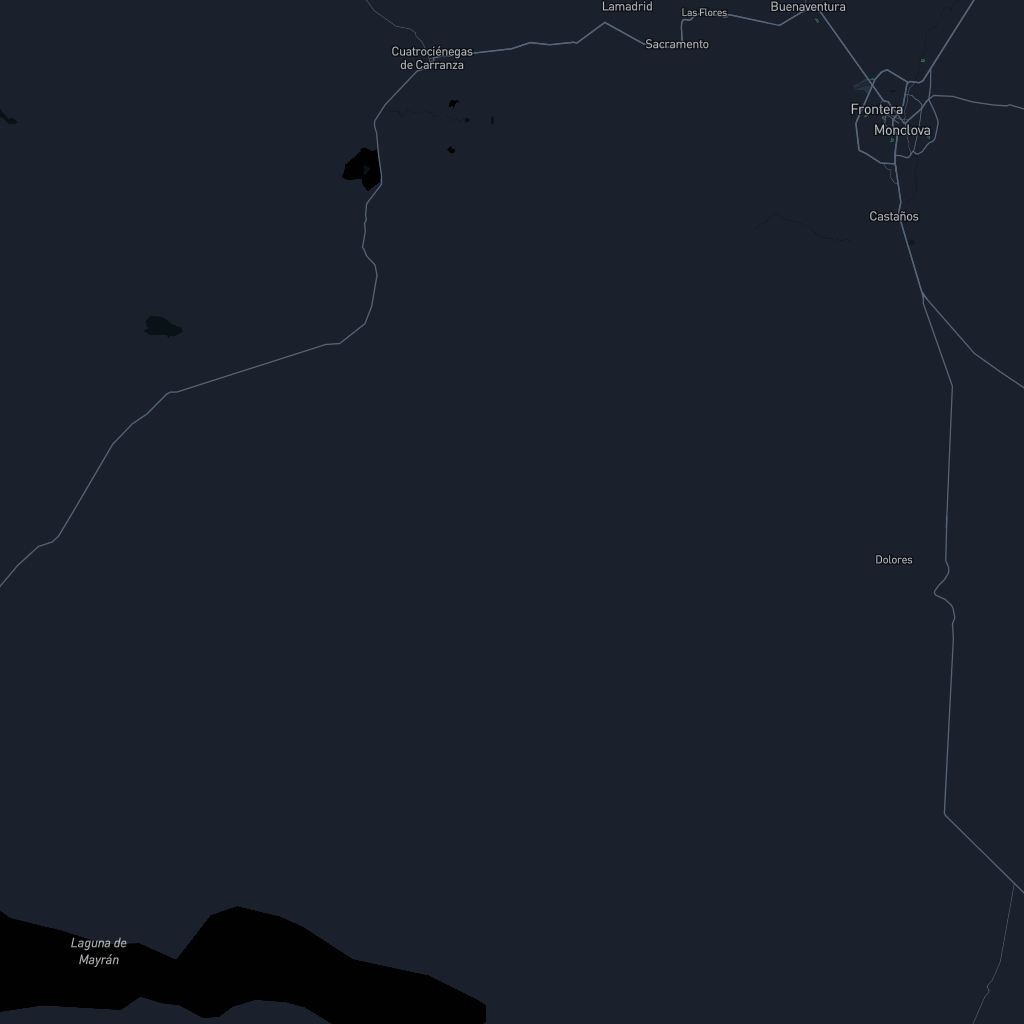 Lamadrid
Las Flores
Buenaventura
Cuatrociénegas
de Carranza
Sacramento
Frontera
Monclova
Castaños
Dolores
Laguna de
Mayrán